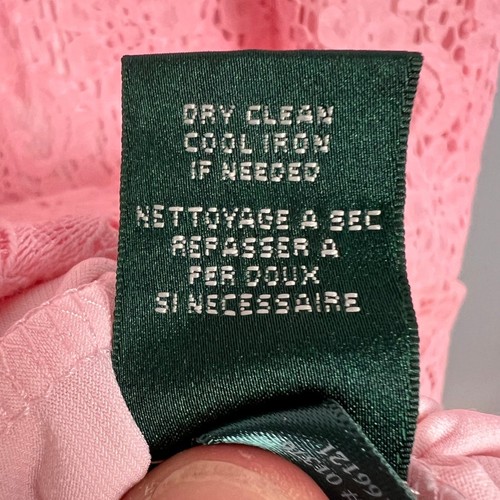 DRY CLEAN
COOL IRON
IF NEEDED
NETTOYAGE A SEC
REPASSER A
FER DOUX
SI NECESSAIRE